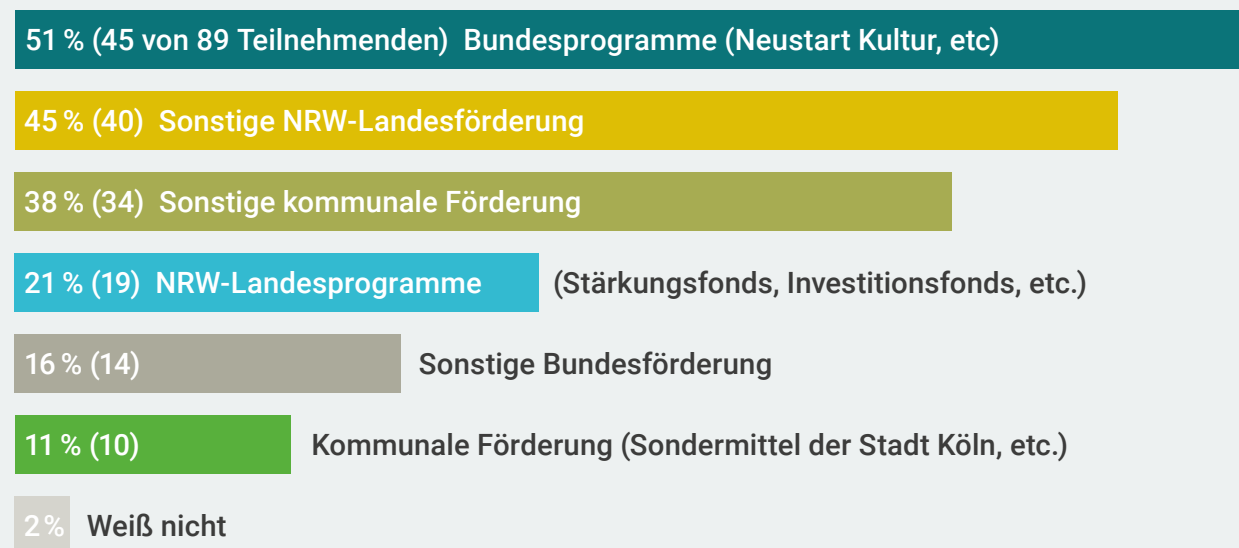 51 % (45 von 89 Teilnehmenden) Bundesprogramme (Neustart Kultur, etc)
45 % (40) Sonstige NRW-Landesförderung
38 % (34) Sonstige kommunale Förderung
21 % (19) NRW-Landesprogramme (Stärkungsfonds, Investitionsfonds, etc.)
16 % (14) Sonstige Bundesförderung
11 % (10) Kommunale Förderung (Sondermittel der Stadt Köln, etc.)
2 % Weiß nicht